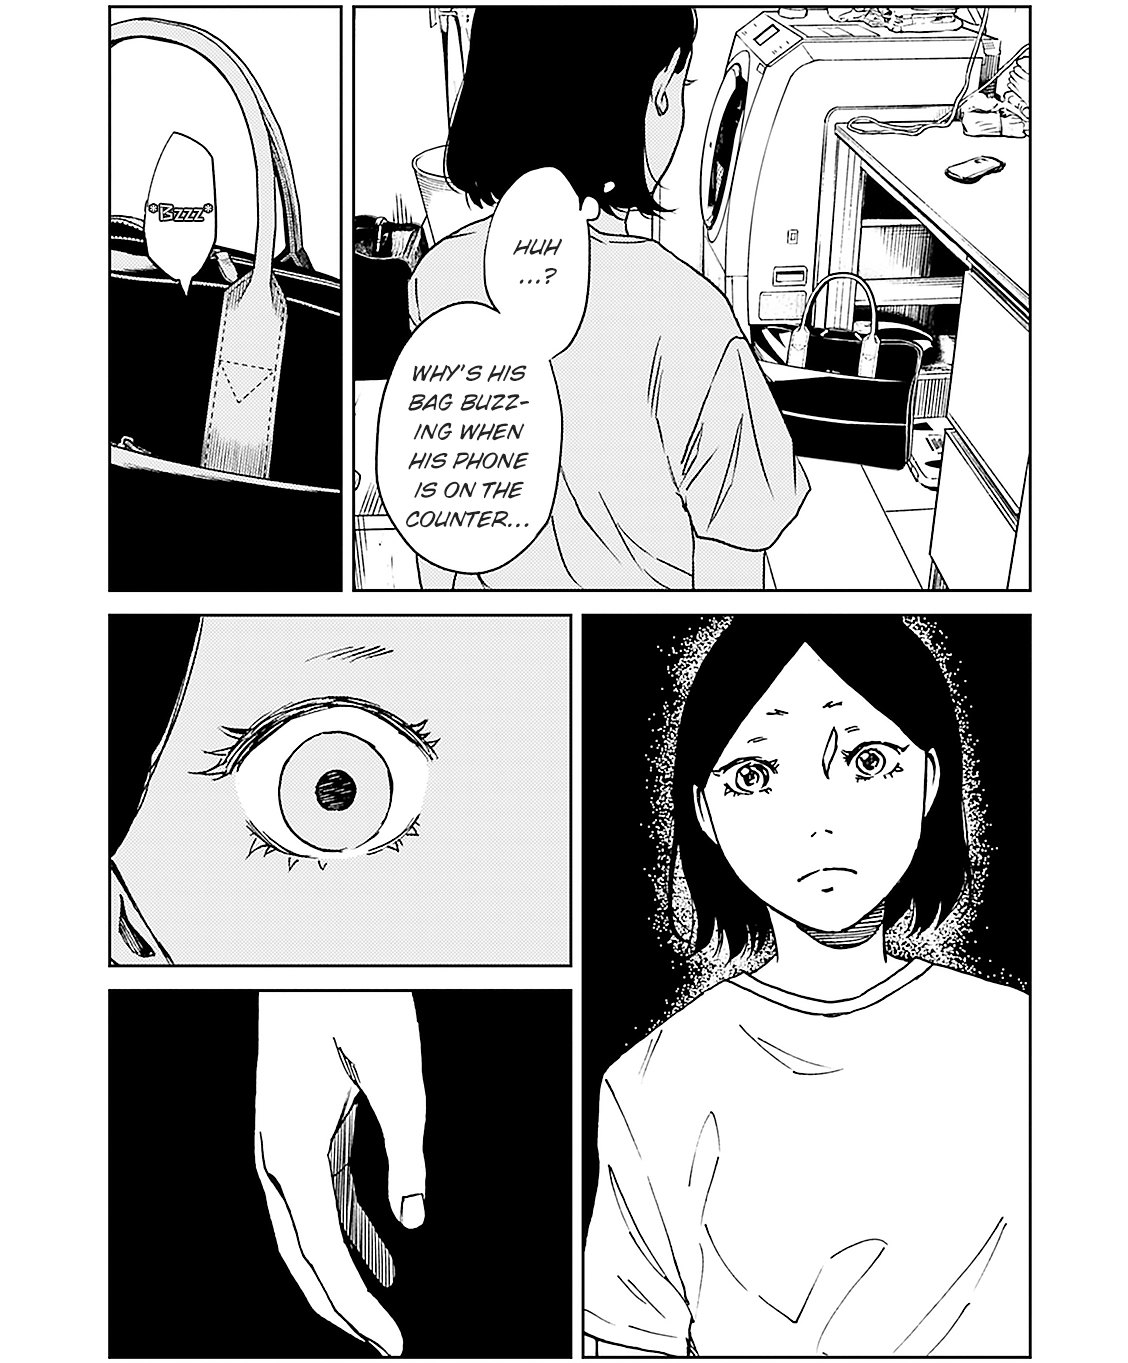 *BZZZ*
HUH
...?
WHY'S HIS
BAG BUZZ-
ING WHEN
HIS PHONE
IS ON THE
COUNTER...